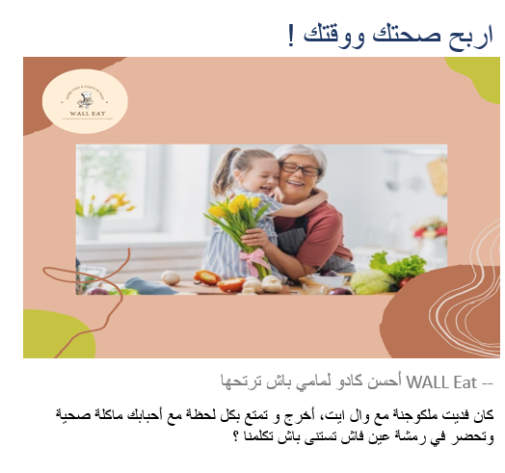 اربح صحتك ووقتك !
WALL EAT
-- WALL Eat أحسن كادو لمامي باش ترتحها
كان فديت ملكوجنة مع وال ايت، أخرج و تمتع بكل لحظة مع أحبابك ماكلة صحية
وتحضر في رمشة عين فاش تستنى باش تكلمنا ؟